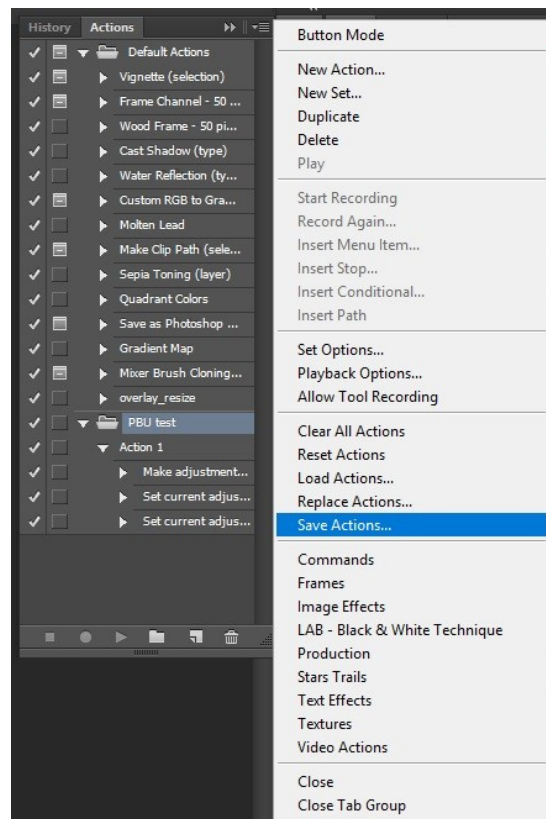 History
Actions
Default Actions
Vignette (selection)
Frame Channel - 50 ...
Wood Frame - 50 pi...
Cast Shadow (type)
Water Reflection (ty...
Custom RGB to Gra...
Molten Lead
Make Clip Path (sele...
Sepia Toning (layer)
Quadrant Colors
Save as Photoshop ...
Gradient Map
Mixer Brush Cloning...
overlay_resize
PBU test
Action 1
Make adjustment...
Set current adjus...
Set current adjus...
Button Mode
New Action...
New Set...
Duplicate
Delete
Play
Start Recording
Record Again...
Insert Menu Item...
Insert Stop...
Insert Conditional...
Insert Path
Set Options...
Playback Options...
Allow Tool Recording
Clear All Actions
Reset Actions
Load Actions...
Replace Actions...
Save Actions...
Commands
Frames
Image Effects
LAB - Black & White Technique
Production
Stars Trails
Text Effects
Textures
Video Actions
Close
Close Tab Group